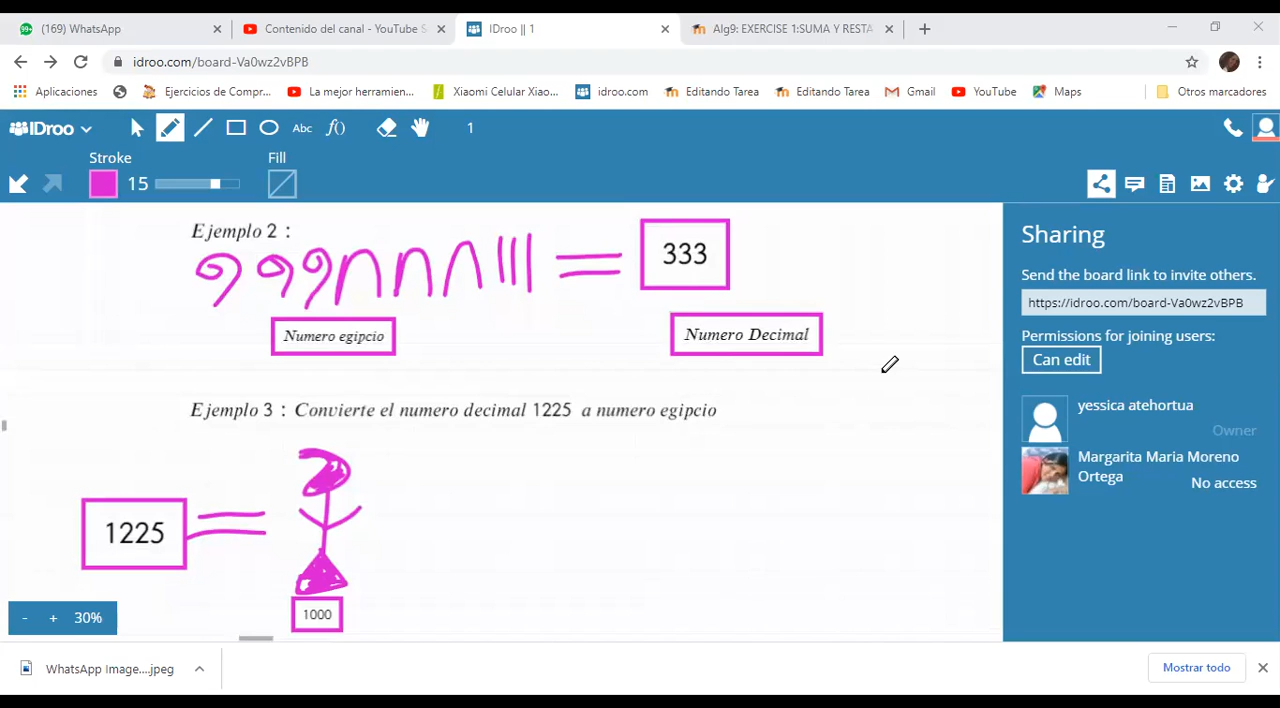 (169) WhatsApp
Contenido del canal - YouTube S
IDroo || 1
Alg9: EXERCISE 1:SUMA Y RESTA
idroo.com/board-Va0wz2vBPB
Aplicaciones
Ejercicios de Compr...
La mejor herramien...
Xiaomi Celular Xiao...
idroo.com
Editando Tarea
Editando Tarea
Gmail
YouTube
Maps
Otros marcadores
IDroo
Abc
f()
1
Stroke
15
Fill
Ejemplo 2 :
333
Numero egipcio
Numero Decimal
Ejemplo 3 : Convierte el numero decimal 1225 a numero egipcio
1225
1000
- + 30%
Sharing
Send the board link to invite others.
https://idroo.com/board-Va0wz2vBPB
Permissions for joining users:
Can edit
yessica atehortua
Owner
Margarita Maria Moreno
Ortega
No access
WhatsApp Image....jpeg
Mostrar todo